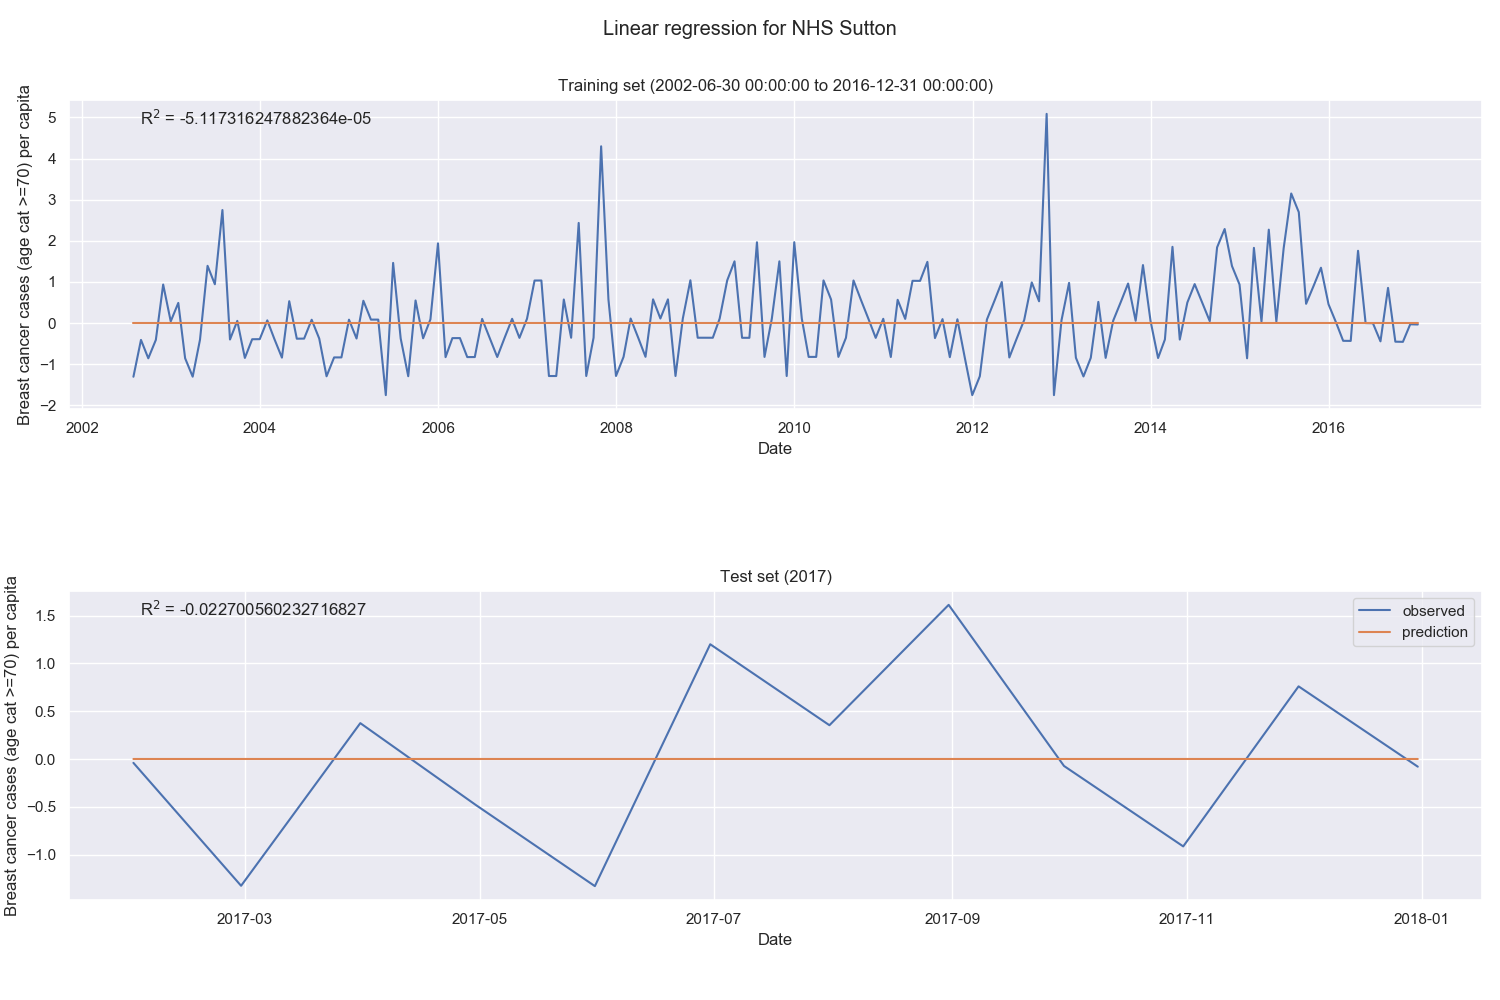 Linear regression for NHS Sutton
Training set (2002-06-30 00:00:00 to 2016-12-31 00:00:00)
R² = -5.117316247882364e-05
Breast cancer cases (age cat >=70) per capita
5
4
3
2
1
0
−1
−2
2002 2004 2006 2008 2010 2012 2014 2016
Date
Test set (2017)
R² = -0.022700560232716827
observed
prediction
Breast cancer cases (age cat >=70) per capita
1.5
1.0
0.5
0.0
−0.5
−1.0
2017-03 2017-05 2017-07 2017-09 2017-11 2018-01
Date